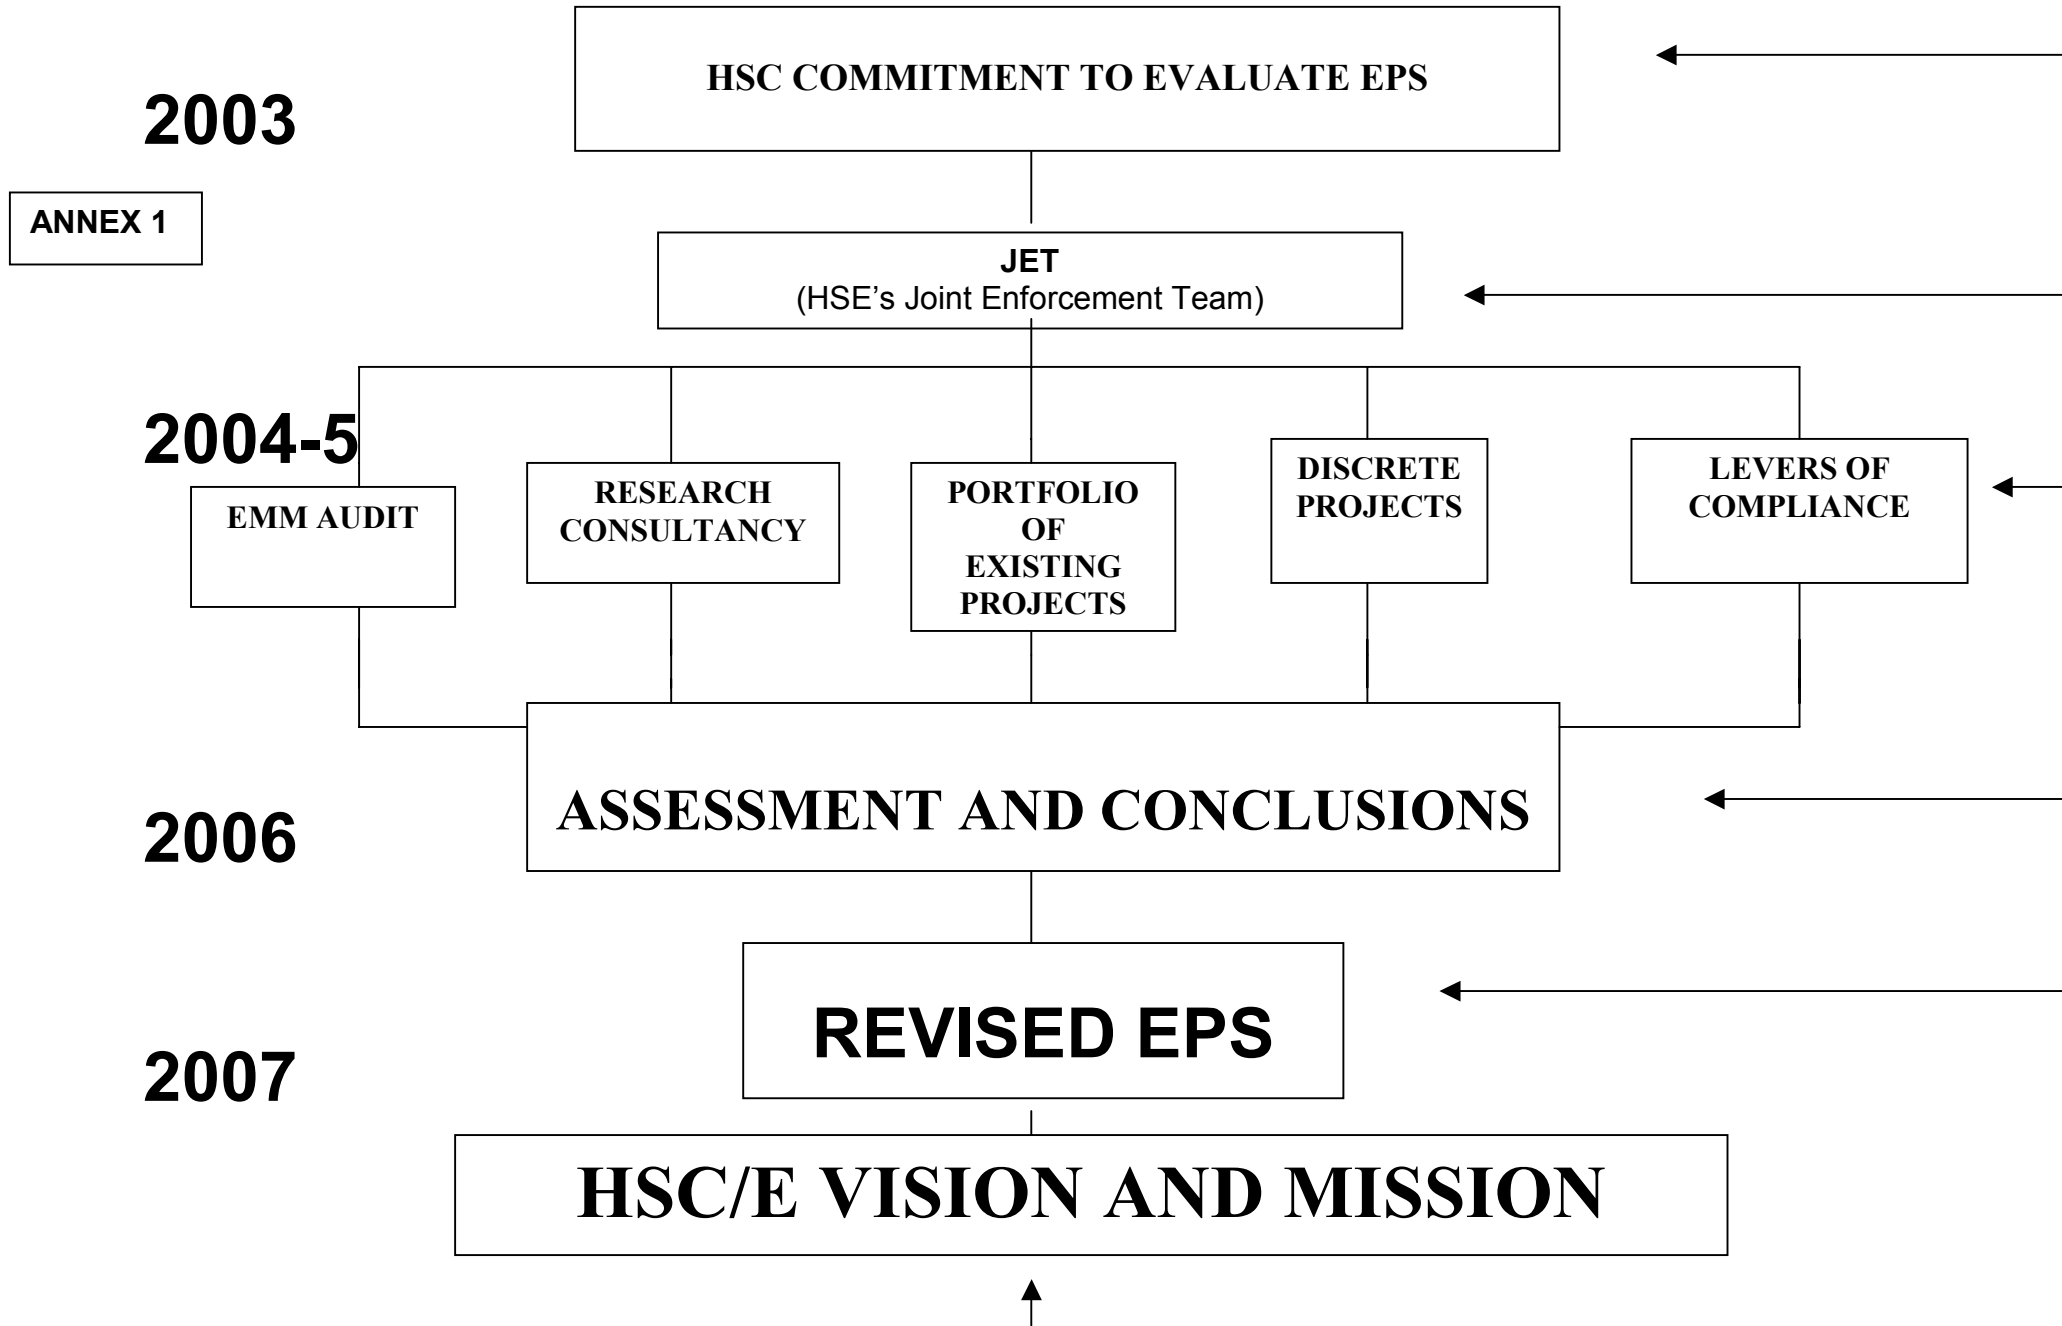 HSC COMMITMENT TO EVALUATE EPS
2003
ANNEX 1
JET
(HSE’s Joint Enforcement Team)
2004-5
EMM AUDIT
RESEARCH
CONSULTANCY
PORTFOLIO
OF
EXISTING
PROJECTS
DISCRETE
PROJECTS
LEVERS OF
COMPLIANCE
ASSESSMENT AND CONCLUSIONS
2006
REVISED EPS
2007
HSC/E VISION AND MISSION